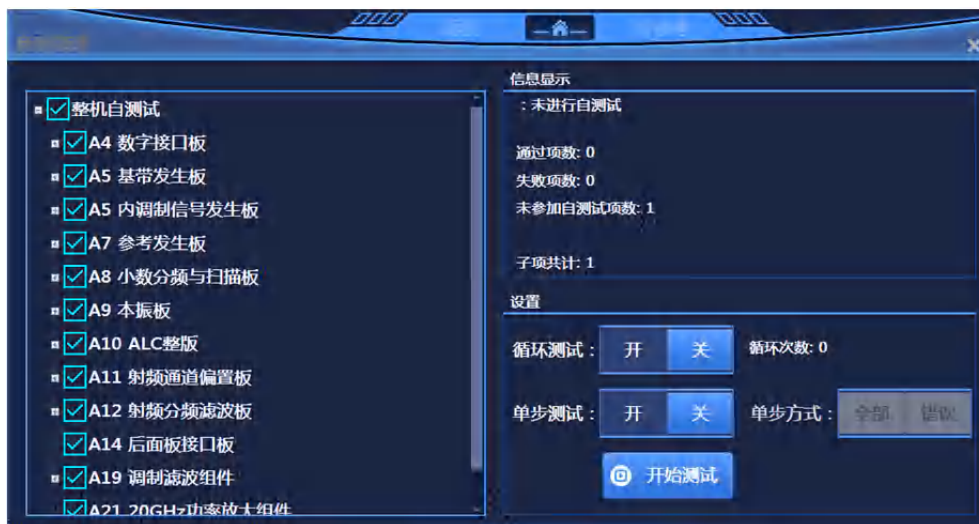 整机自测试
A4 数字接口板
A5 基带发生板
A5 内调制信号发生板
A7 参考发生板
A8 小数分频与扫描板
A9 本振板
A10 ALC整版
A11 射频通道偏置板
A12 射频分频滤波板
A14 后面板接口板
A19 调制滤波组件
A21 20GHz功率放大组件
信息显示
：未进行自测试
通过项数: 0
失败项数: 0
未参加自测试项数: 1
子项共计: 1
设置
循环测试： 开 关 循环次数: 0
单步测试： 开 关 单步方式： 全部 错误
开始测试